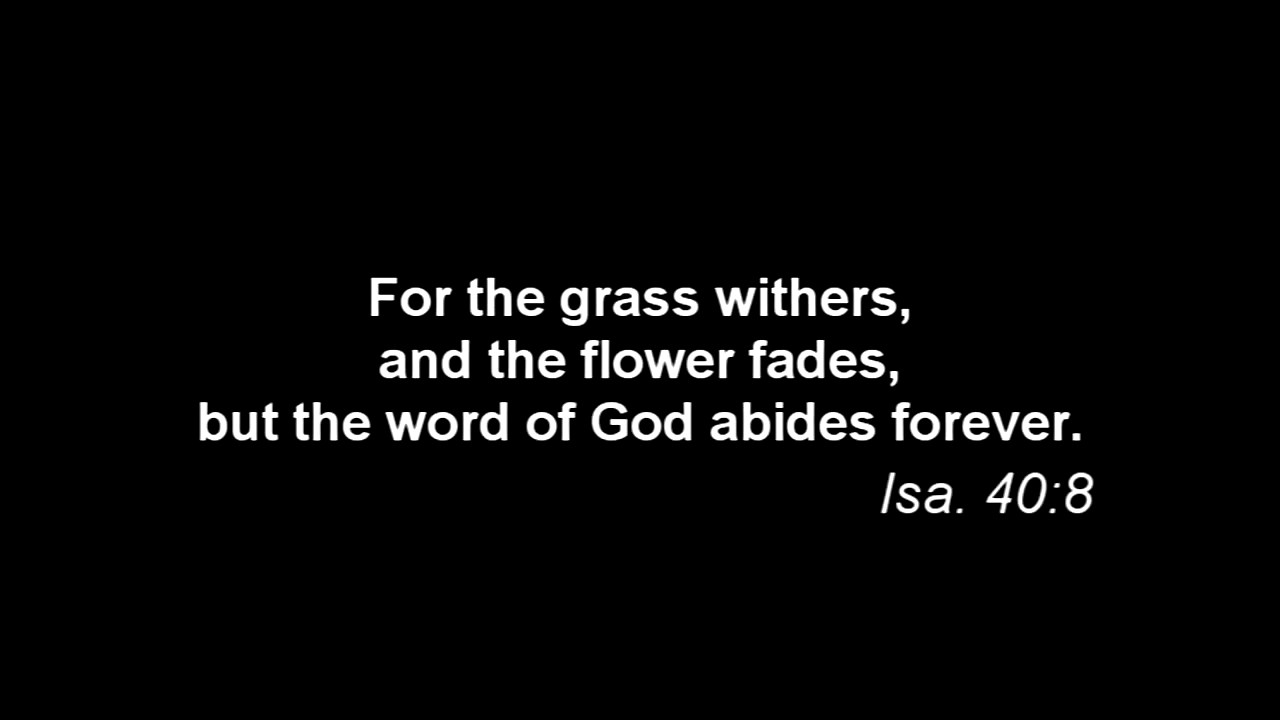 For the grass withers,
and the flower fades,
but the word of God abides forever.
Isa. 40:8